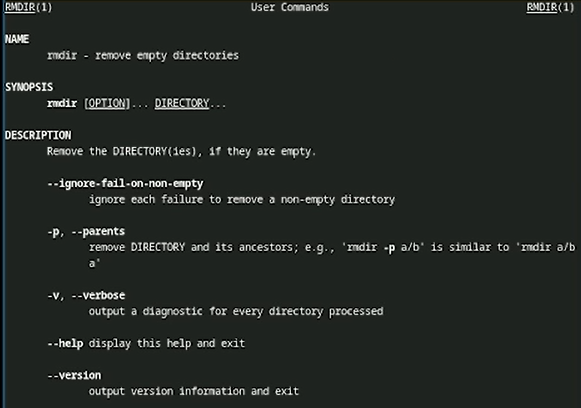 RMDIR(1) User Commands RMDIR(1)
NAME
rmdir - remove empty directories
SYNOPSIS
rmdir [OPTION]... DIRECTORY...
DESCRIPTION
Remove the DIRECTORY(ies), if they are empty.
--ignore-fail-on-non-empty
ignore each failure to remove a non-empty directory
-p, --parents
remove DIRECTORY and its ancestors; e.g., 'rmdir -p a/b' is similar to 'rmdir a/b
a'
-v, --verbose
output a diagnostic for every directory processed
--help display this help and exit
--version
output version information and exit